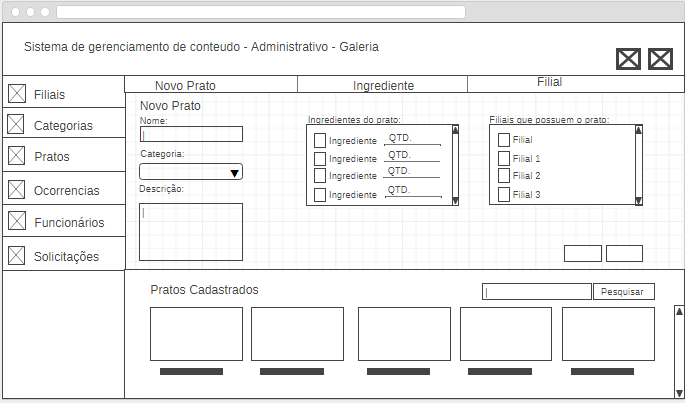 Sistema de gerenciamento de conteudo - Administrativo - Galeria
Filiais
Categorias
Pratos
Ocorrencias
Funcionários
Solicitações
Novo Prato
Ingrediente
Filial
Novo Prato
Nome:
Categoria:
Descrição:
Ingredientes do prato:
Ingrediente QTD.
Ingrediente QTD.
Ingrediente QTD.
Ingrediente QTD.
Filiais que possuem o prato:
Filial
Filial 1
Filial 2
Filial 3
Pratos Cadastrados
Pesquisar